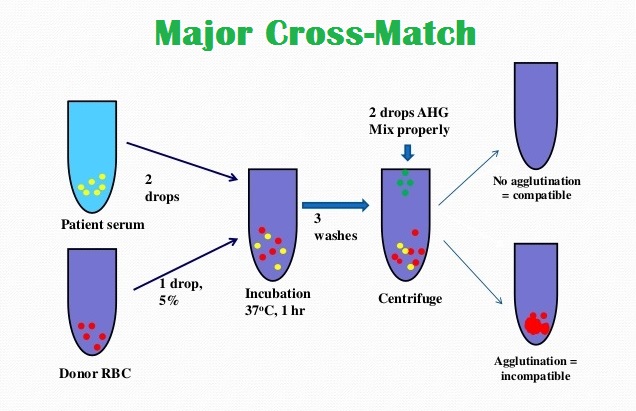 Major Cross-Match
2 drops AHG
Mix properly
2
drops
No agglutination
= compatible
Patient serum
3
washes
1 drop,
5%
Incubation
37ºC, 1 hr
Centrifuge
Donor RBC
Agglutination =
incompatible